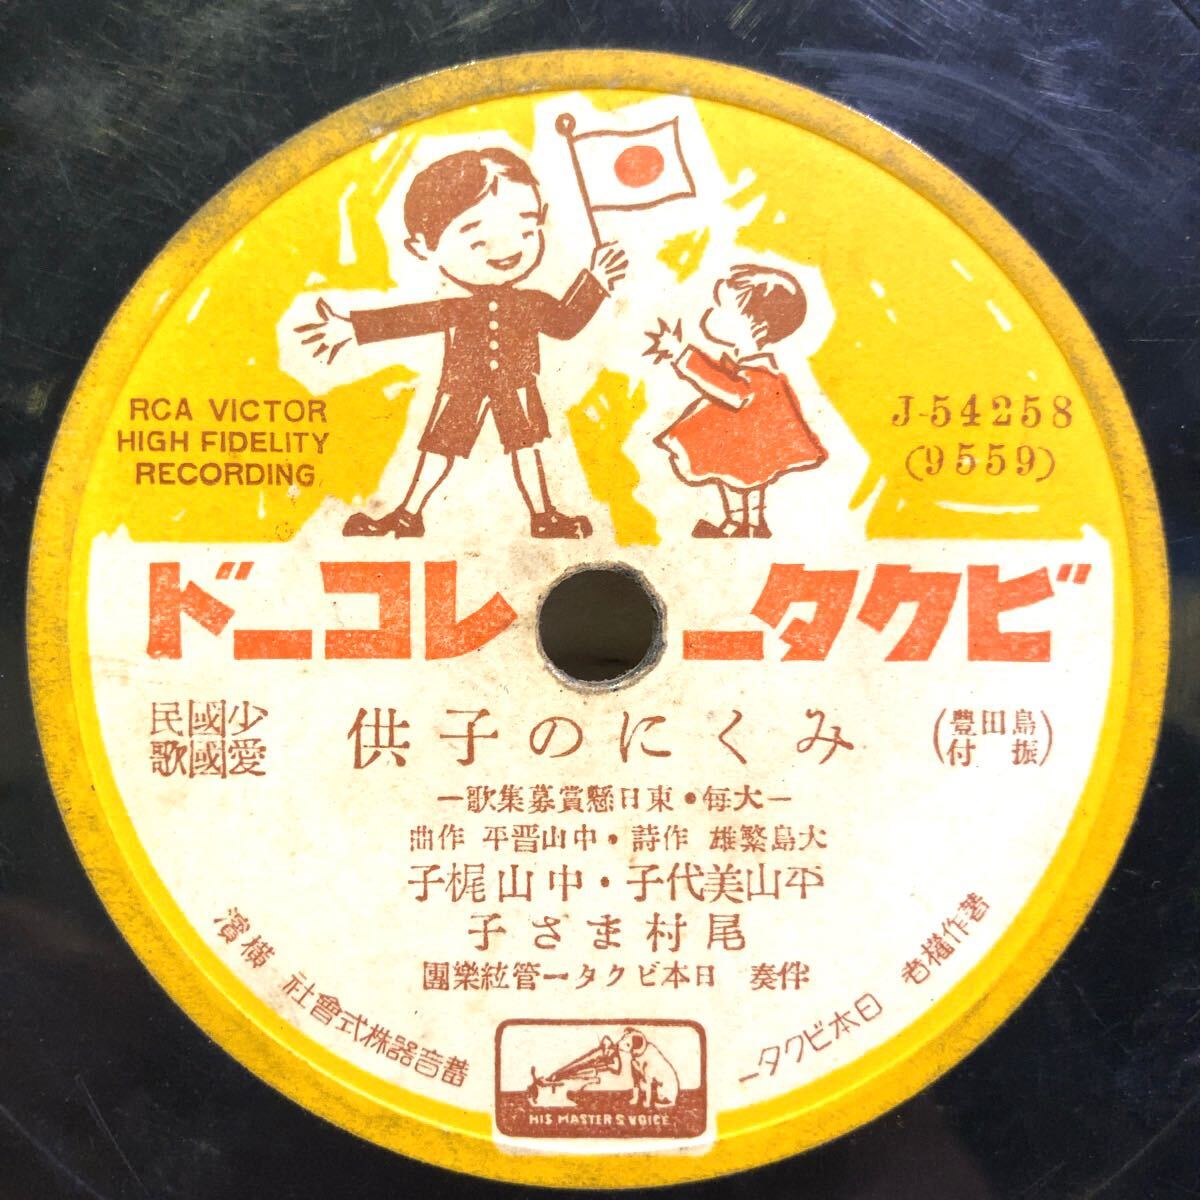 RCA VICTOR
HIGH FIDELITY
RECORDING
J-54258
(9559)
ビクターレコード
(島田豐
振付)
みくにの子供
少國民
愛國歌
—大毎・東日懸賞募集歌—
大島繁雄 作詩・中山晋平 作曲
平山美代子・中山梶子
尾村まさ子
伴奏 日本ビクター管絃樂團
著作權者 日本ビクター蓄音器株式會社 横濱
HIS MASTER'S VOICE